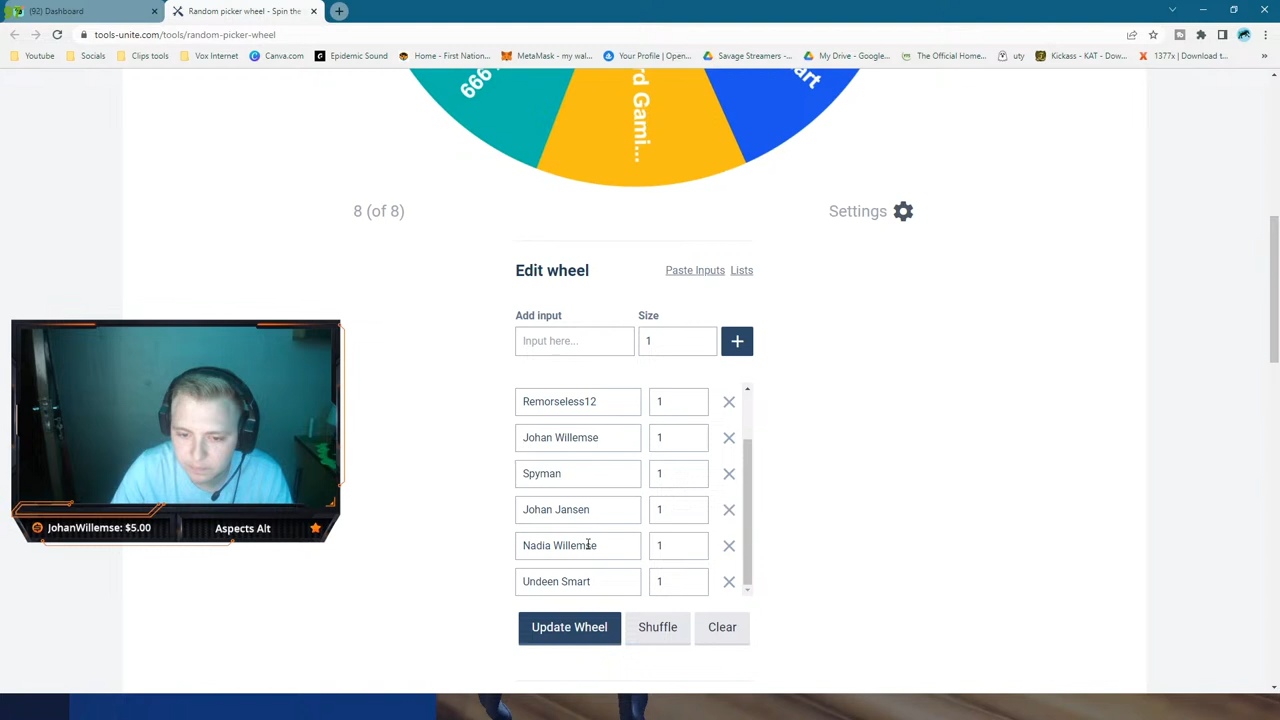 (92) Dashboard
Random picker wheel - Spin the
tools-unite.com/tools/random-picker-wheel
Youtube
Socials
Clips tools
Vox Internet
Canva.com
Epidemic Sound
Home - First Nation...
MetaMask - my wal...
Your Profile | Open...
Savage Streamers -...
My Drive - Google...
The Official Home...
uty
Kickass - KAT - Dow...
1377x | Download t...
666
rd Gami...
art
8 (of 8)
Settings
Edit wheel
Paste Inputs
Lists
Add input
Size
Input here...
1
+
Remorseless12
1
Johan Willemse
1
Spyman
1
Johan Jansen
1
Nadia Willemse
1
Undeen Smart
1
Update Wheel
Shuffle
Clear
JohanWillemse: $5.00
Aspects Alt